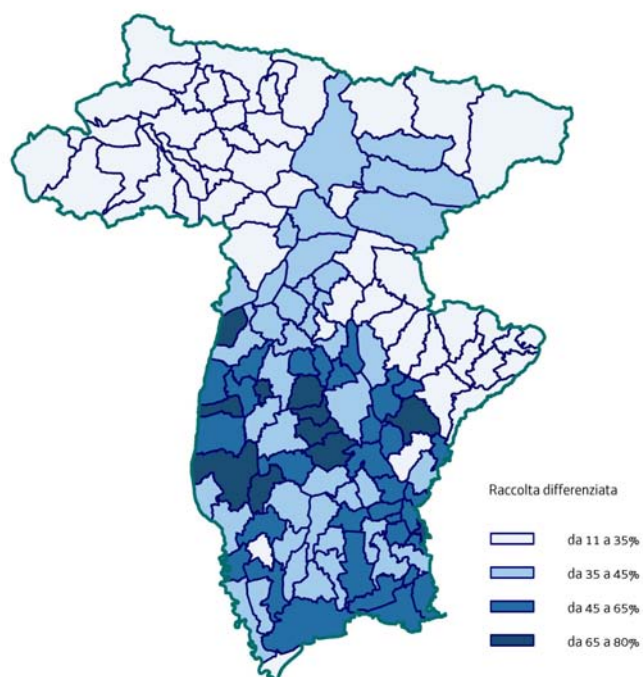 Raccolta differenziata
da 11 a 35%
da 35 a 45%
da 45 a 65%
da 65 a 80%